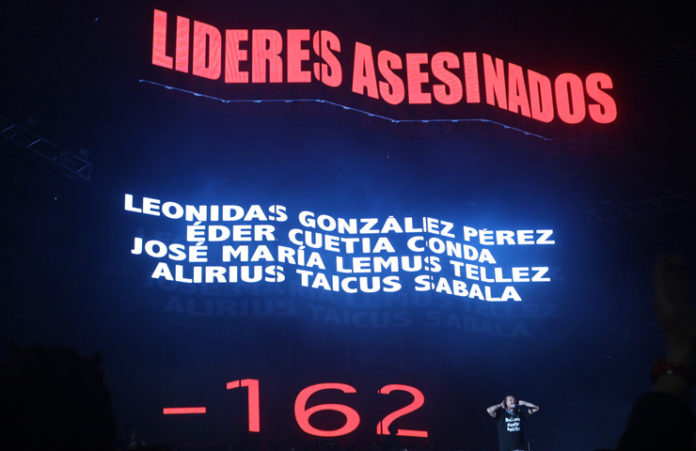 LIDERES ASESINADOS
LEONIDAS GONZÁLEZ PÉREZ
ÉDER CUETIA CONDA
JOSÉ MARÍA LEMUS TELLEZ
ALIRIUS TAICUS SABALA
-162